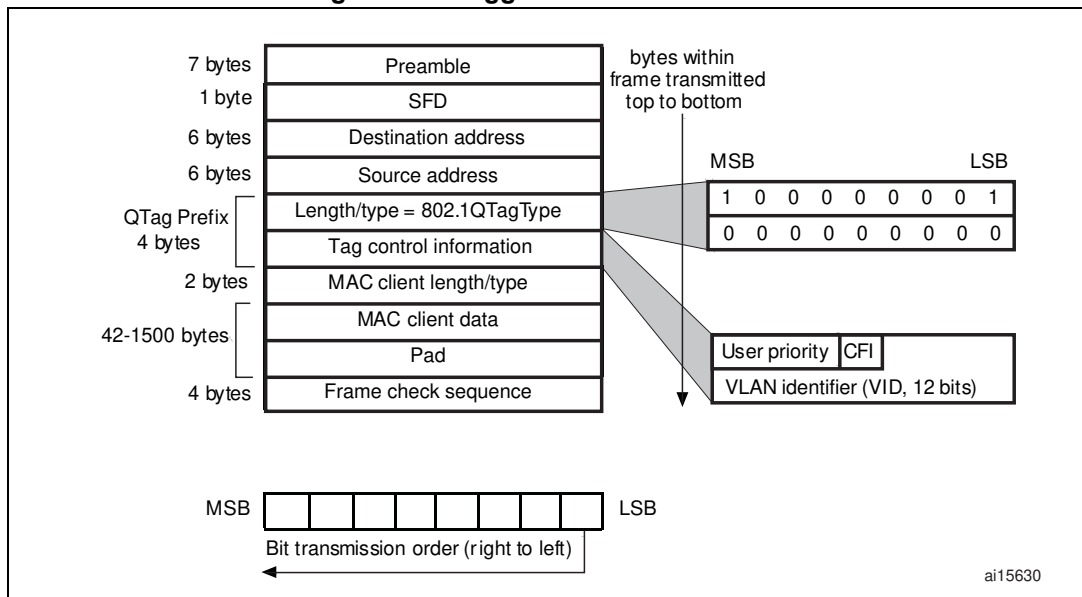 7 bytes
Preamble
1 byte
SFD
6 bytes
Destination address
6 bytes
Source address
QTag Prefix
4 bytes
Length/type = 802.1QTagType
Tag control information
2 bytes
MAC client length/type
42-1500 bytes
MAC client data
Pad
4 bytes
Frame check sequence
bytes within
frame transmitted
top to bottom
MSB LSB
1 0 0 0 0 0 0 0 0 1
0 0 0 0 0 0 0 0 0 0
User priority CFI
VLAN identifier (VID, 12 bits)
MSB LSB
Bit transmission order (right to left)
ai15630